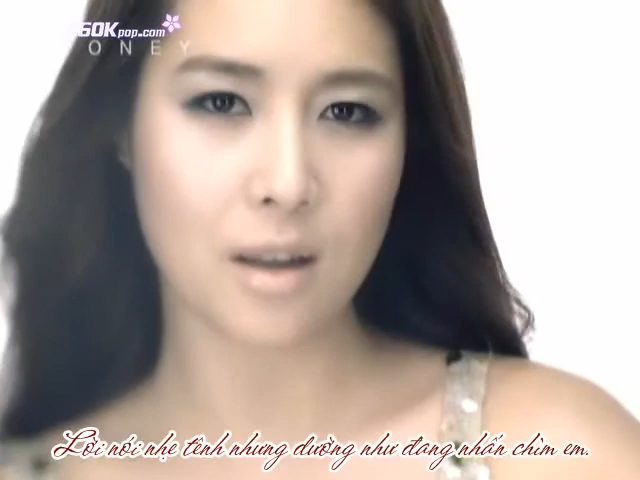 60Kpop.com
ONEY
Lời nói nhẹ tênh nhưng dường như đang nhấn chìm em.